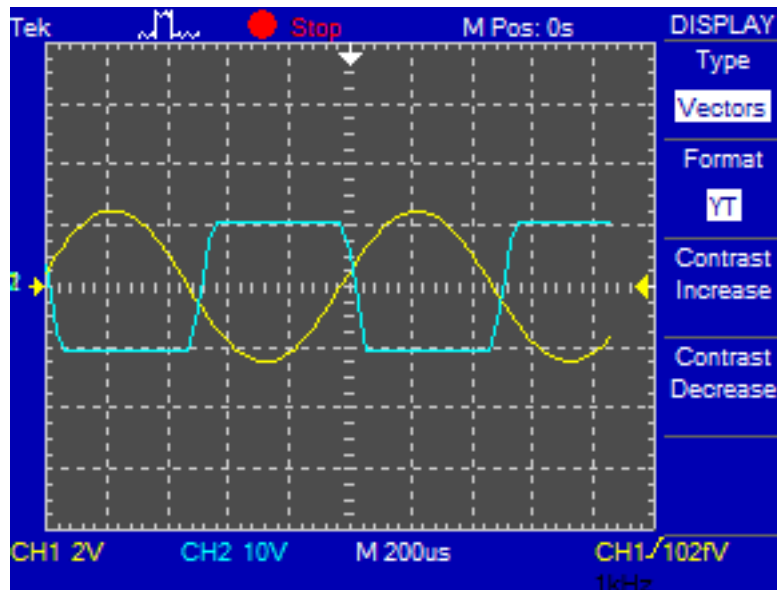 Tek Stop M Pos: 0s DISPLAY
Type
Vectors
Format
YT
Contrast
Increase
Contrast
Decrease
CH1 2V CH2 10V M 200us CH1 102fV
1kHz